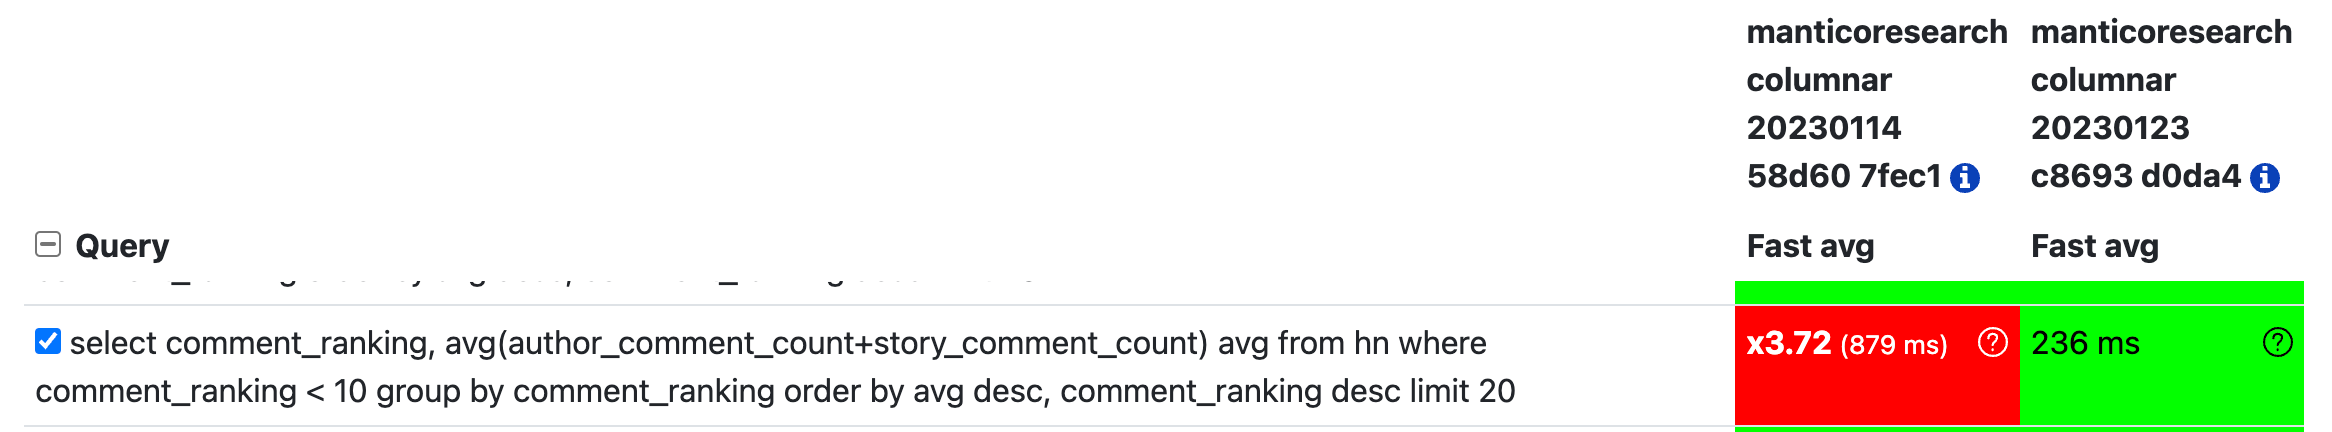 manticoresearch manticoresearch
columnar columnar
20230114 20230123
58d60 7fec1 c8693 d0da4
Query Fast avg Fast avg
select comment_ranking, avg(author_comment_count+story_comment_count) avg from hn where x3.72 (879 ms) 236 ms
comment_ranking < 10 group by comment_ranking order by avg desc, comment_ranking desc limit 20